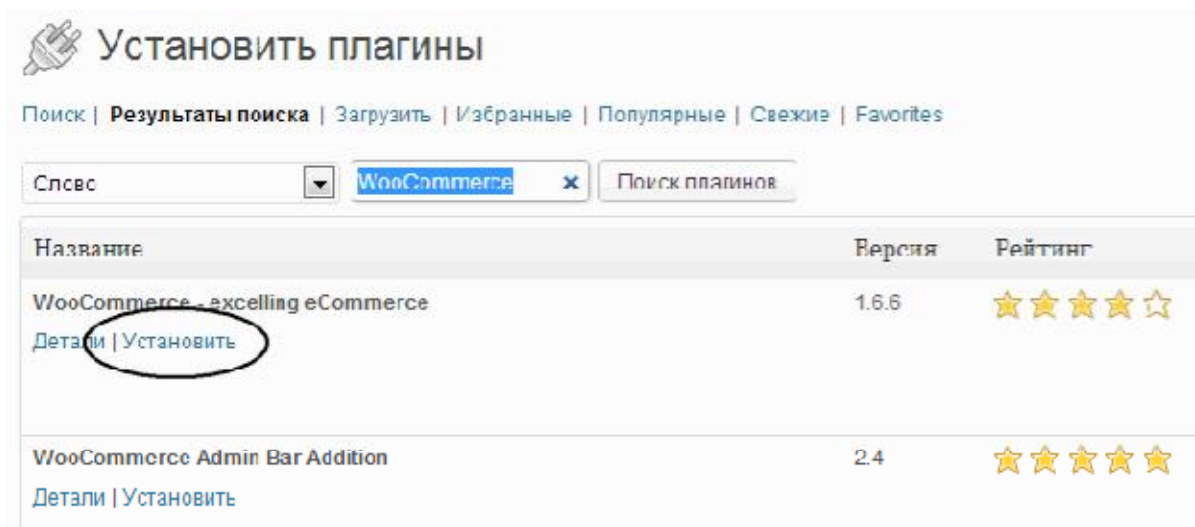 Установить плагины
Поиск | Результаты поиска | Загрузить | Избранные | Популярные | Свежие | Favorites
Слово WooCommerce × Поиск плагинов
Название Версия Рейтинг
WooCommerce - excelling eCommerce 1.6.6
Детали | Установить
WooCommerce Admin Bar Addition 2.4
Детали | Установить